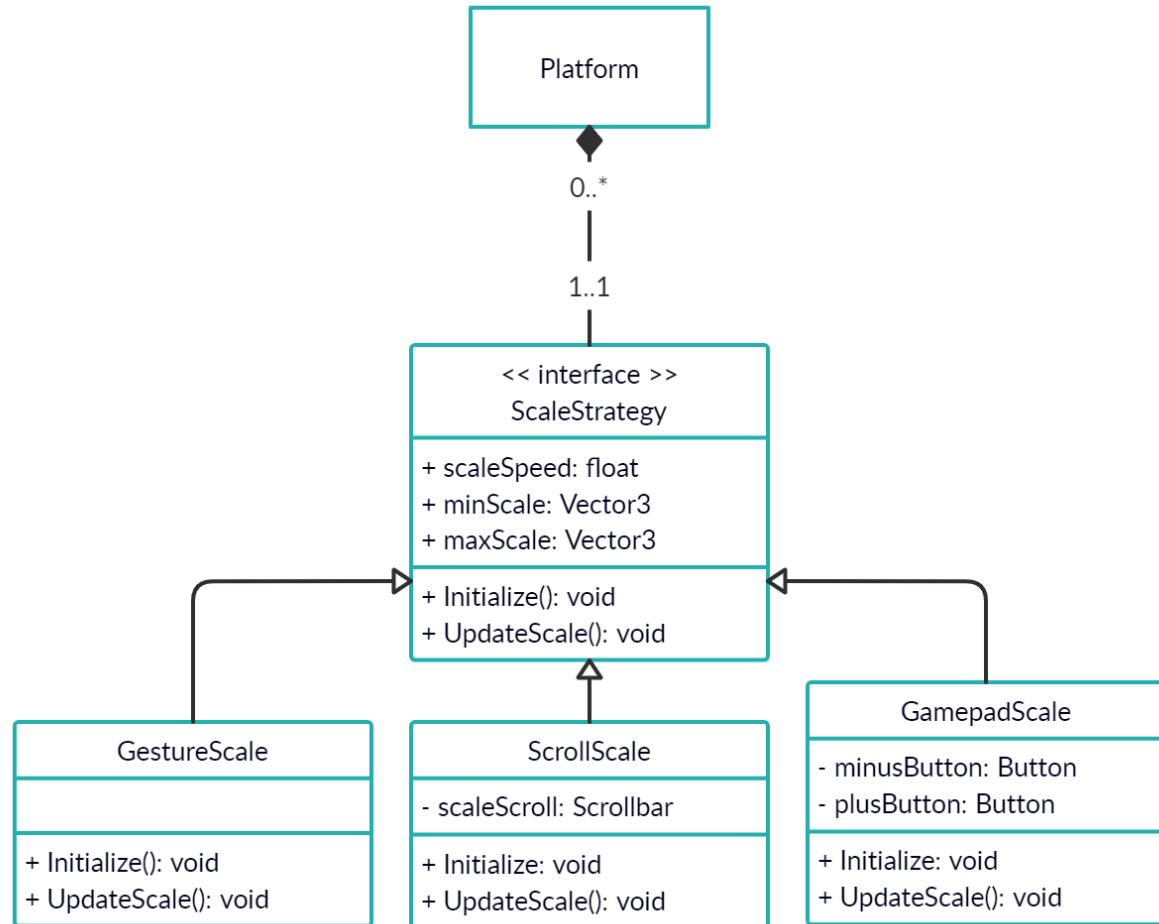 Platform
0..*
1..1
<< interface >>
ScaleStrategy
+ scaleSpeed: float
+ minScale: Vector3
+ maxScale: Vector3
+ Initialize(): void
+ UpdateScale(): void
GestureScale
+ Initialize(): void
+ UpdateScale(): void
ScrollScale
- scaleScroll: Scrollbar
+ Initialize: void
+ UpdateScale(): void
GamepadScale
- minusButton: Button
- plusButton: Button
+ Initialize: void
+ UpdateScale(): void